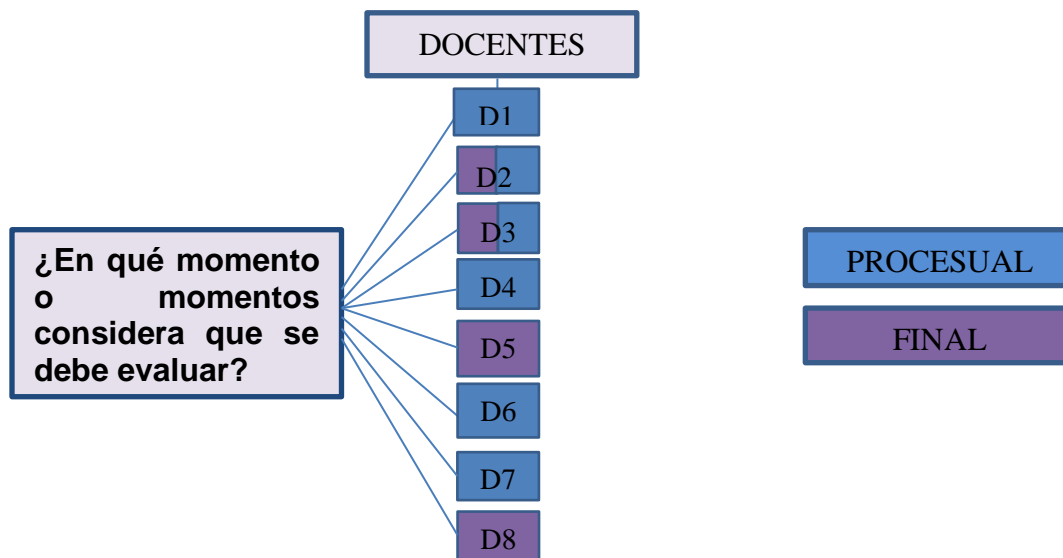 DOCENTES
D1
D2
D3
¿En qué momento
o momentos
considera que se
debe evaluar?
D4
D5
D6
D7
D8
PROCESUAL
FINAL